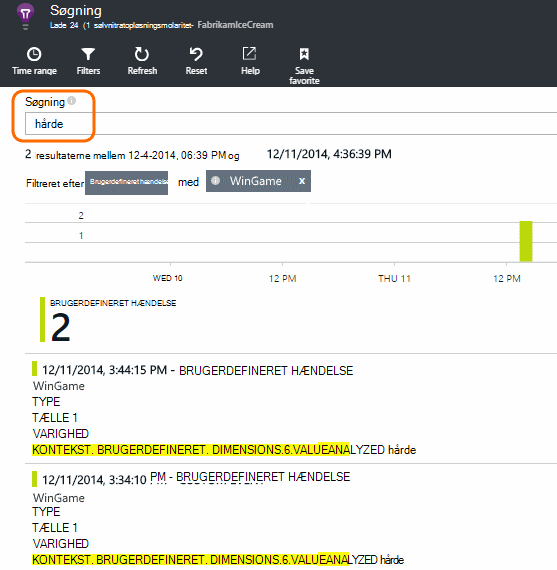 Søgning
Lade 24 (1 sølvnitratopløsningsmolaritet- FabrikamIceCream
Time range Filters Refresh Reset Help Save favorite
Søgning
hårde
2 resultaterne mellem 12-4-2014, 06:39 PM og 12/11/2014, 4:36:39 PM
Filtreret efter Brugerdefineret hændelse med WinGame x
2
1
WED 10 12 PM THU 11 12 PM
BRUGERDEFINERET HÆNDELSE
2
12/11/2014, 3:44:15 PM - BRUGERDEFINERET HÆNDELSE
WinGame
TYPE
TÆLLE 1
VARIGHED
KONTEKST. BRUGERDEFINERET. DIMENSIONS.6.VALUEANALYZED hårde
12/11/2014, 3:34:10 PM - BRUGERDEFINERET HÆNDELSE
WinGame
TYPE
TÆLLE 1
VARIGHED
KONTEKST. BRUGERDEFINERET. DIMENSIONS.6.VALUEANALYZED hårde